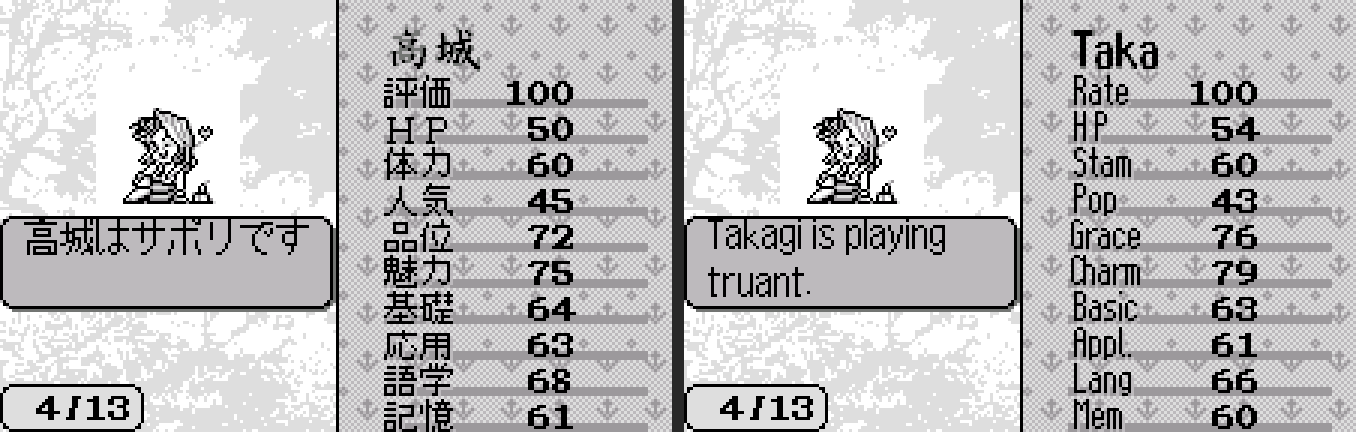 高城はサボりです
4/13
高城
評価 100
HP 50
体力 60
人気 45
品位 72
魅力 75
基礎 64
応用 63
語学 68
記憶 61
Takagi is playing
truant.
4/13
Taka
Rate 100
HP 54
Stam 60
Pop 43
Grace 76
Charm 79
Basic 63
Appl. 61
Lang 66
Mem 60